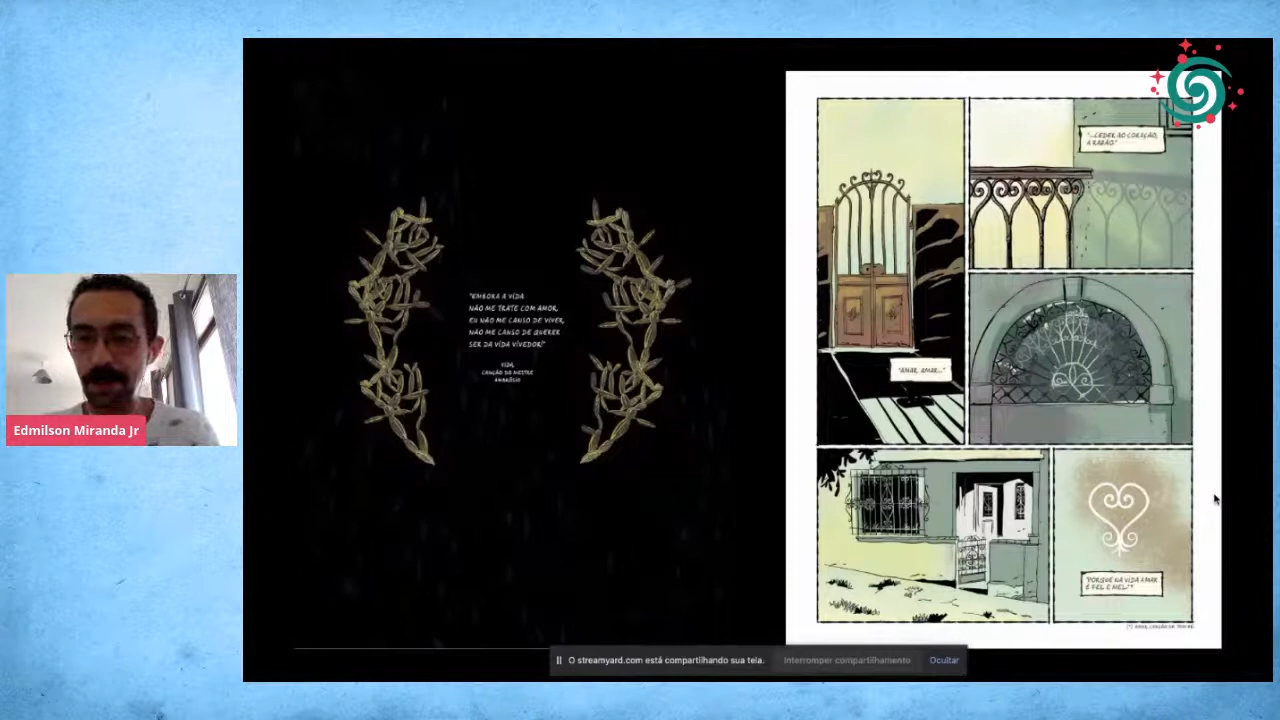 Edmilson Miranda Jr
"EMBORA A VIDA
NÃO ME TRATE COM AMOR,
EU NÃO ME CANSO DE VIVER,
NÃO ME CANSO DE QUERER
SER DA VIDA VIVEDOR!"
VIDA,
CANÇÃO DO MESTRE
"AMAR, AMAR..."
"...CEDER AO CORAÇÃO,
A RAZÃO."
"PORQUE NA VIDA AMAR
É FEL E MEL."*
O streamyard.com está compartilhando sua tela.
Interromper compartilhamento
Ocultar